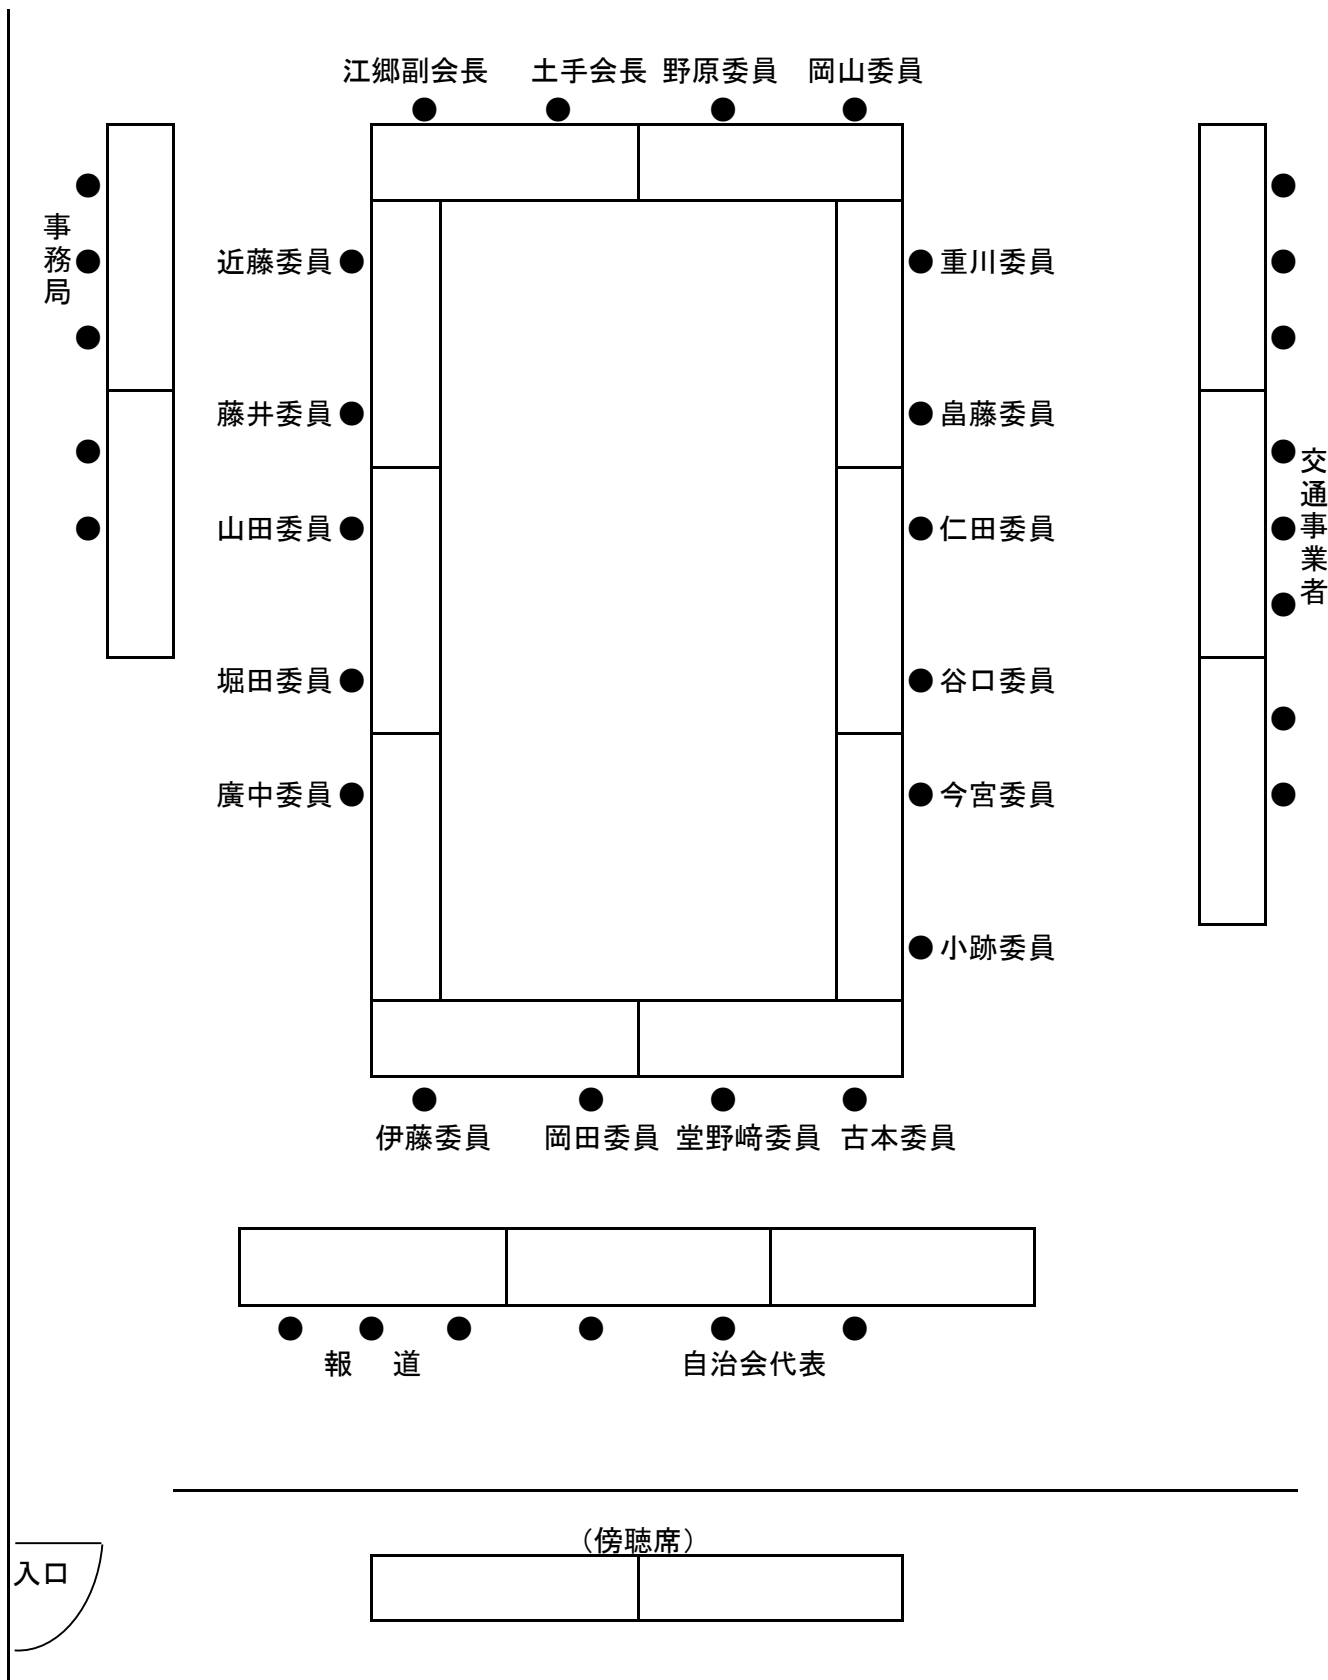 江郷副会長 土手会長 野原委員 岡山委員
事務局
近藤委員 重川委員
藤井委員 畠藤委員
交通事業者
山田委員 仁田委員
堀田委員 谷口委員
廣中委員 今宮委員
小跡委員
伊藤委員 岡田委員 堂野﨑委員 古本委員
報 道 自治会代表
（傍聴席）
入口